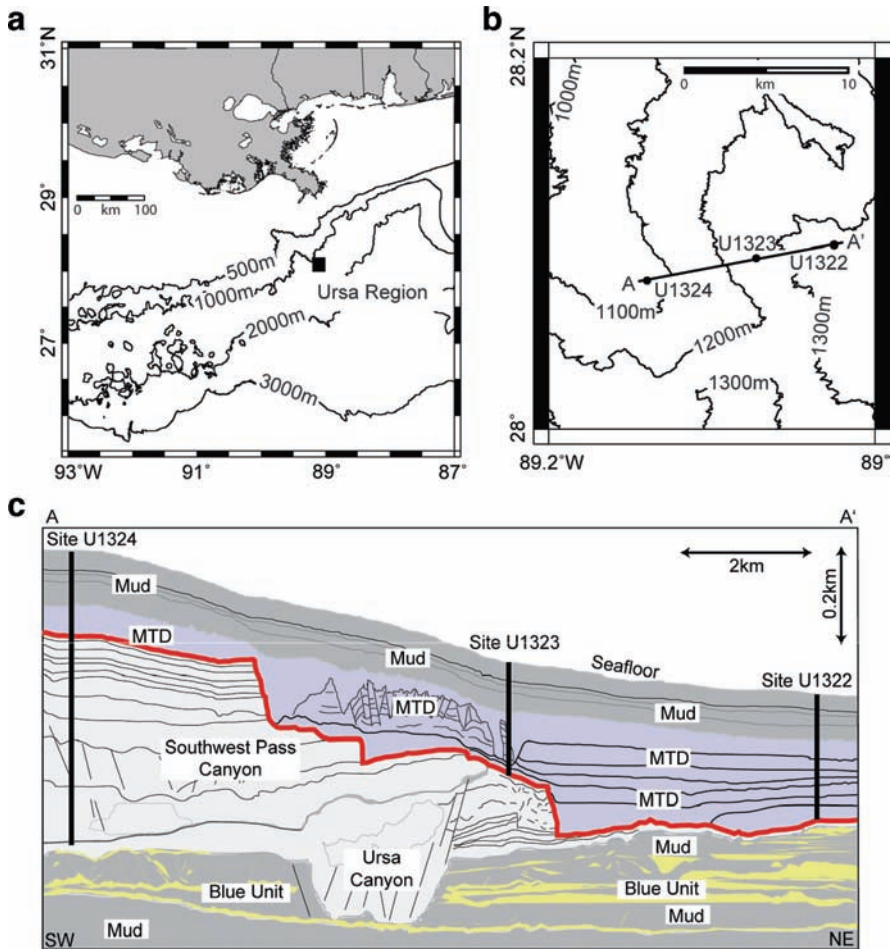 a
31°N
29°
27°
93°W
91°
89°
87°
0 km 100
500m
1000m
2000m
3000m
Ursa Region
b
28.2°N
28°
89.2°W
89°
0 km 10
1000m
1100m
1200m
1300m
1300m
A
A'
U1324
U1323
U1322
c
A
A'
Site U1324
Site U1323
Site U1322
2km
0.2km
Mud
MTD
Mud
Seafloor
MTD
Mud
MTD
MTD
Southwest Pass
Canyon
Ursa
Canyon
Mud
Blue Unit
Blue Unit
Mud
Mud
SW
NE